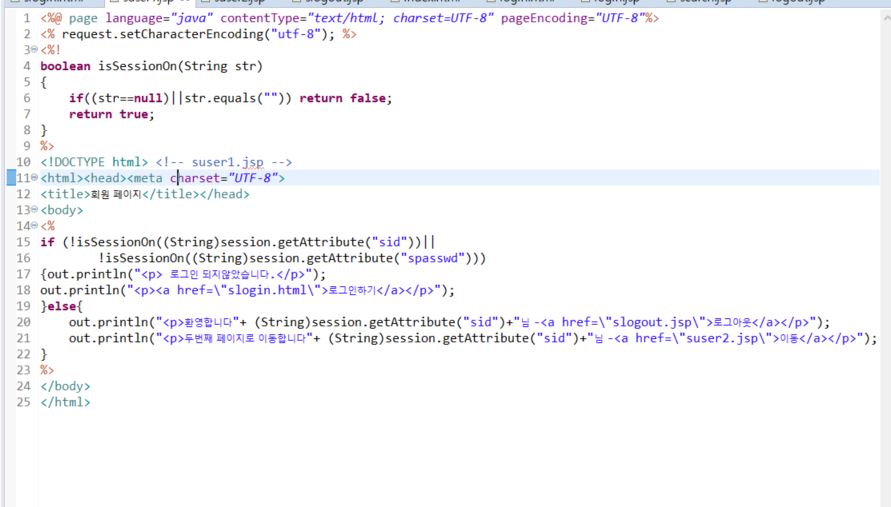 suser1.jsp
1 <%@ page language="java" contentType="text/html; charset=UTF-8" pageEncoding="UTF-8"%>
2 <% request.setCharacterEncoding("utf-8"); %>
3 <%!
4 boolean isSessionOn(String str)
5 {
6 if((str==null)||str.equals("")) return false;
7 return true;
8 }
9 %>
10 <!DOCTYPE html> <!-- suser1.jsp -->
11 <html><head><meta charset="UTF-8">
12 <title>회원 페이지</title></head>
13 <body>
14 <%
15 if (!isSessionOn((String)session.getAttribute("sid"))||
16 !isSessionOn((String)session.getAttribute("spasswd")))
17 {out.println("<p> 로그인 되지않았습니다.</p>");
18 out.println("<p><a href=\"slogin.html\">로그인하기</a></p>");
19 }else{
20 out.println("<p>환영합니다"+ (String)session.getAttribute("sid")+"님 -<a href=\"slogout.jsp\">로그아웃</a></p>");
21 out.println("<p>두번째 페이지로 이동합니다"+ (String)session.getAttribute("sid")+"님 -<a href=\"suser2.jsp\">이동</a></p>");
22 }
23 %>
24 </body>
25 </html>